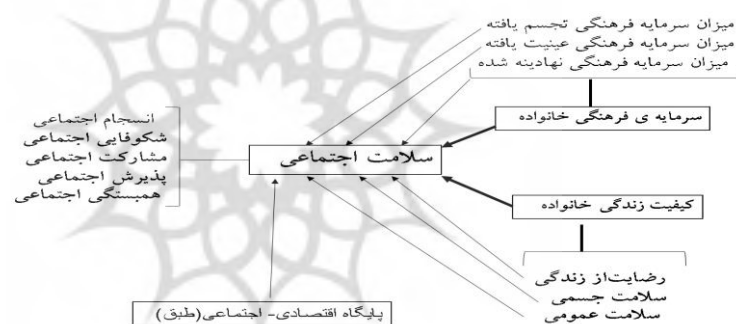 میزان سرمایه فرهنگی تجسم یافته
میزان سرمایه فرهنگی عینیت یافته
میزان سرمایه فرهنگی نهادینه شده
سرمایه ی فرهنگی خانواده
انسجام اجتماعی
شکوفایی اجتماعی
مشارکت اجتماعی
پذیرش اجتماعی
همبستگی اجتماعی
سلامت اجتماعی
کیفیت زندگی خانواده
رضایت‌از زندگی
سلامت جسمی
سلامت عمومی
پایگاه اقتصادی- اجتماعی(طبق)